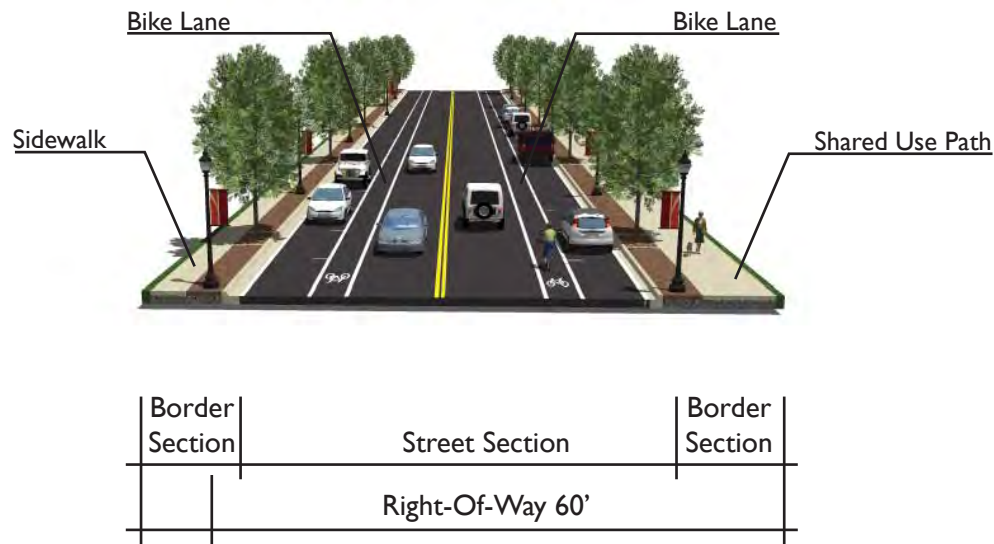 Bike Lane
Bike Lane
Sidewalk
Shared Use Path
Border
Section
Street Section
Border
Section
Right-Of-Way 60’